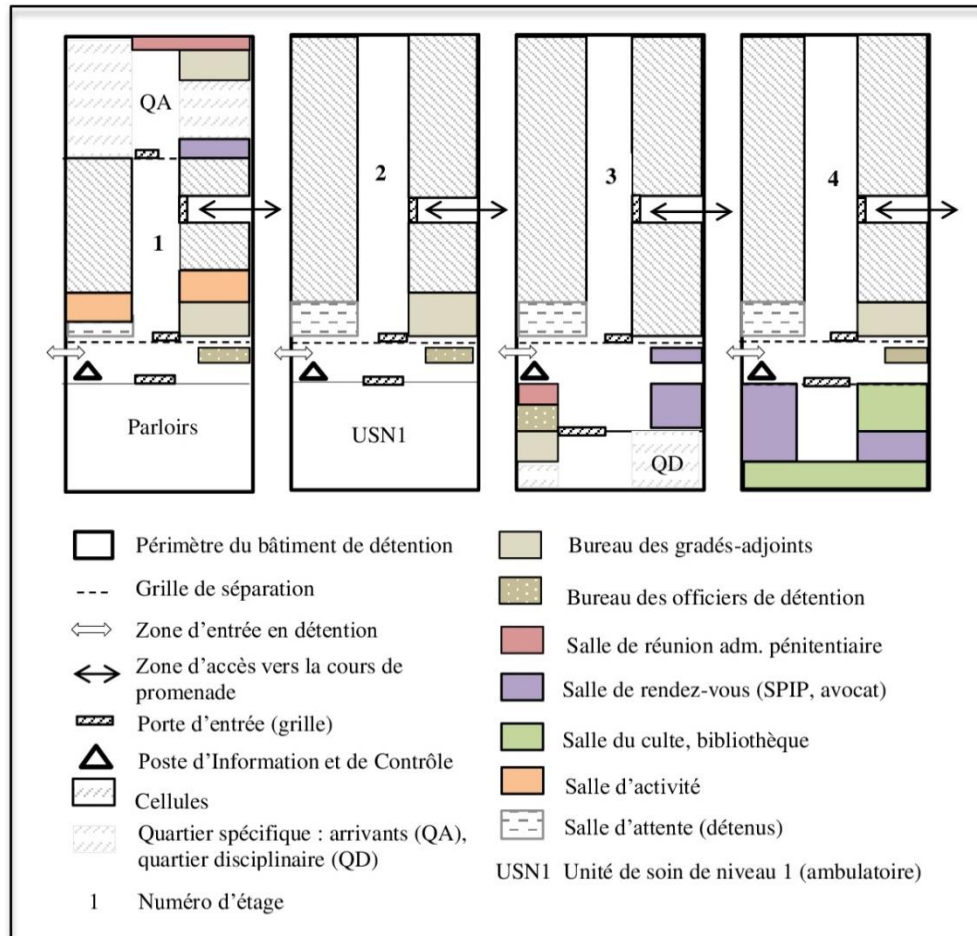 QA
1
Parloirs
2
USN1
3
QD
4
Périmètre du bâtiment de détention
Grille de séparation
Zone d'entrée en détention
Zone d'accès vers la cours de
promenade
Porte d'entrée (grille)
Poste d'Information et de Contrôle
Cellules
Quartier spécifique : arrivants (QA),
quartier disciplinaire (QD)
1 Numéro d'étage
Bureau des gradés-adjoints
Bureau des officiers de détention
Salle de réunion adm. pénitentiaire
Salle de rendez-vous (SPIP, avocat)
Salle du culte, bibliothèque
Salle d'activité
Salle d'attente (détenus)
USN1 Unité de soin de niveau 1 (ambulatoire)